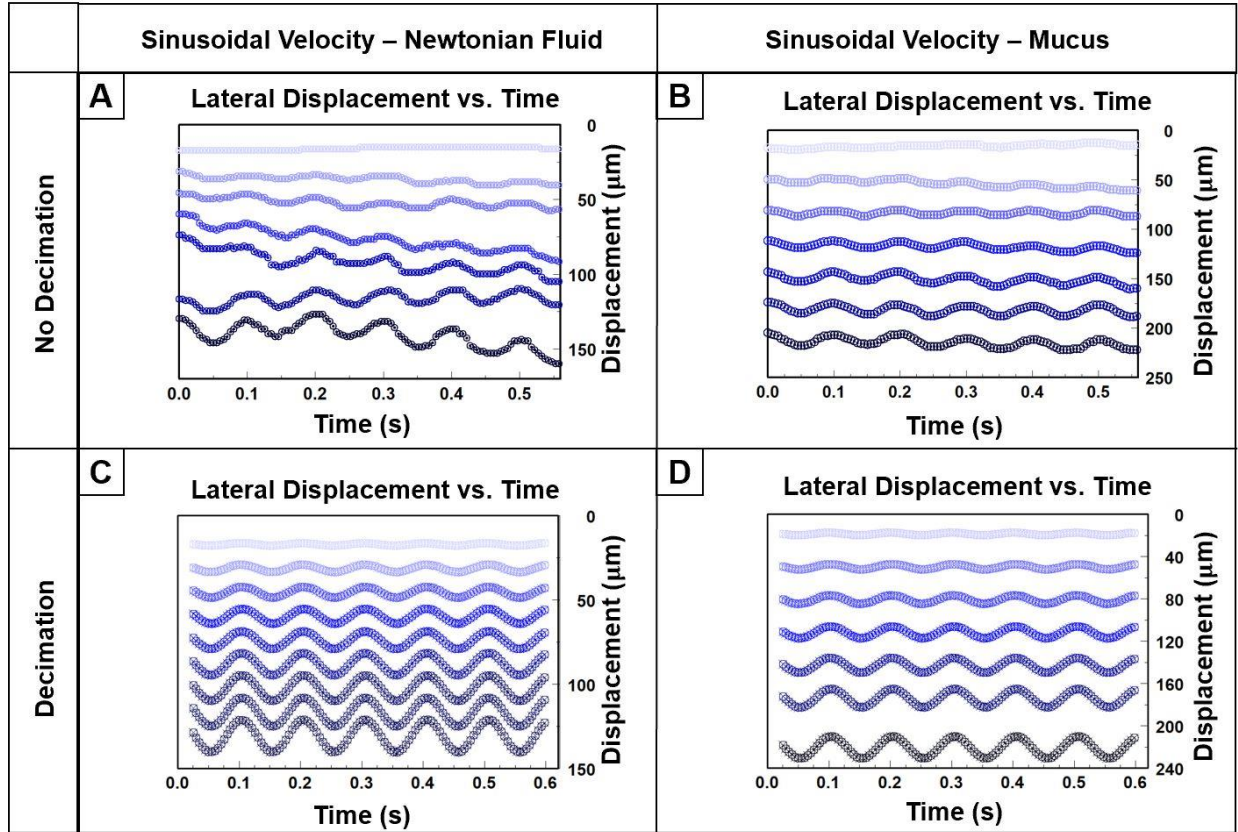 Sinusoidal Velocity – Newtonian Fluid
Sinusoidal Velocity – Mucus
No Decimation
A
Lateral Displacement vs. Time
0
50
100
150
Displacement (μm)
0.0 0.1 0.2 0.3 0.4 0.5
Time (s)
B
Lateral Displacement vs. Time
0
50
100
150
200
250
Displacement (μm)
0.0 0.1 0.2 0.3 0.4 0.5
Time (s)
Decimation
C
Lateral Displacement vs. Time
0
50
100
150
Displacement (μm)
0.0 0.1 0.2 0.3 0.4 0.5 0.6
Time (s)
D
Lateral Displacement vs. Time
0
40
80
120
160
200
240
Displacement (μm)
0.0 0.1 0.2 0.3 0.4 0.5 0.6
Time (s)